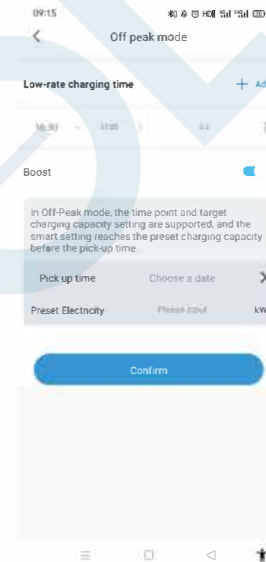 09:15
Off peak mode
Low-rate charging time + Ad
16:30 -
Boost
In Off-Peak mode, the time point and target
charging capacity setting are supported, and the
smart setting reaches the preset charging capacity
before the pick-up time
Pick up time Choose a date
Preset Electricity Please input kW
Confirm